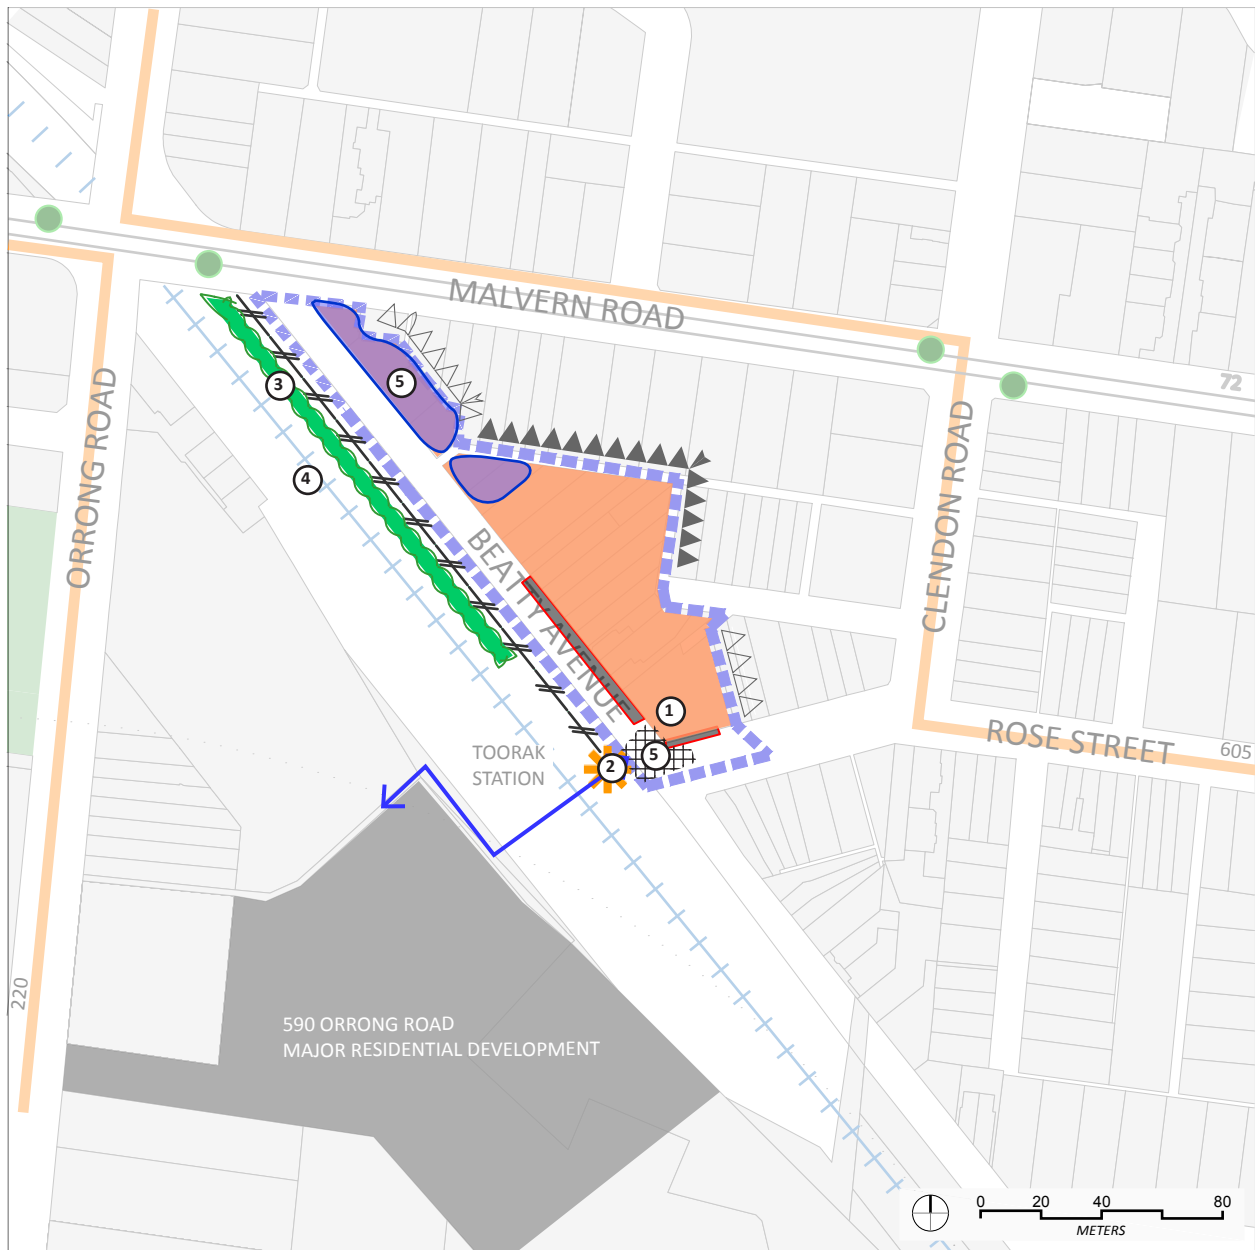 MALVERN ROAD
72
ORRONG ROAD
CLENDON ROAD
3
5
4
BEATTY AVENUE
1
5
2
ROSE STREET
605
TOORAK
STATION
220
590 ORRONG ROAD
MAJOR RESIDENTIAL DEVELOPMENT
0 20 40 80
METERS